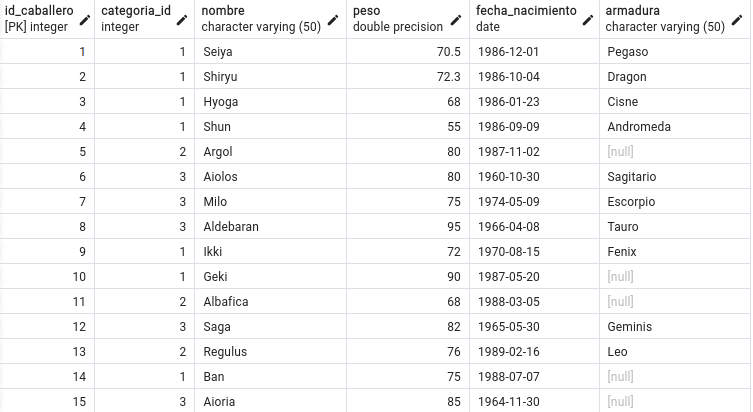 id_caballero categoria_id nombre peso fecha_nacimiento armadura
[PK] integer integer character varying (50) double precision date character varying (50)
1 1 Seiya 70.5 1986-12-01 Pegaso
2 1 Shiryu 72.3 1986-10-04 Dragon
3 1 Hyoga 68 1986-01-23 Cisne
4 1 Shun 55 1986-09-09 Andromeda
5 2 Argol 80 1987-11-02 [null]
6 3 Aiolos 80 1960-10-30 Sagitario
7 3 Milo 75 1974-05-09 Escorpio
8 3 Aldebaran 95 1966-04-08 Tauro
9 1 Ikki 72 1970-08-15 Fenix
10 1 Geki 90 1987-05-20 [null]
11 2 Albafica 68 1988-03-05 [null]
12 3 Saga 82 1965-05-30 Geminis
13 2 Regulus 76 1989-02-16 Leo
14 1 Ban 75 1988-07-07 [null]
15 3 Aioria 85 1964-11-30 [null]